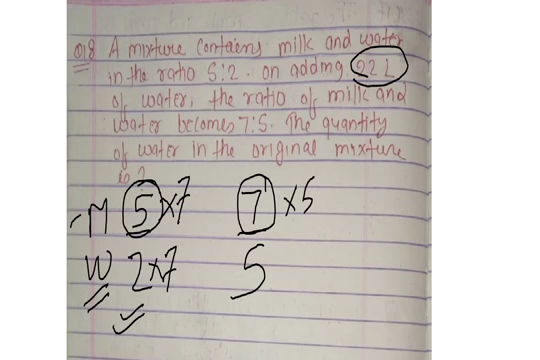 Q18 A mixture contains milk and water
in the ratio 5:2. on adding 22 L
of water, the ratio of milk and
water becomes 7:5. The quantity
of water in the original mixture
is?
M 5 x 7 7 x 5
W 2 x 7 5